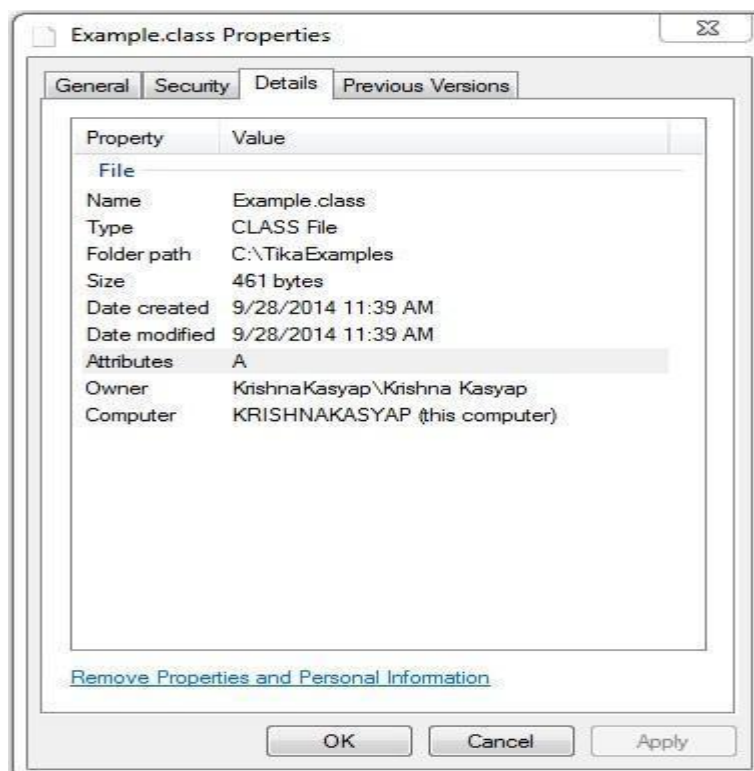 Example.class Properties
General Security Details Previous Versions
Property Value
File
Name Example.class
Type CLASS File
Folder path C:\TikaExamples
Size 461 bytes
Date created 9/28/2014 11:39 AM
Date modified 9/28/2014 11:39 AM
Attributes A
Owner KrishnaKasyap\Krishna Kasyap
Computer KRISHNAKASYAP (this computer)
Remove Properties and Personal Information
OK Cancel Apply